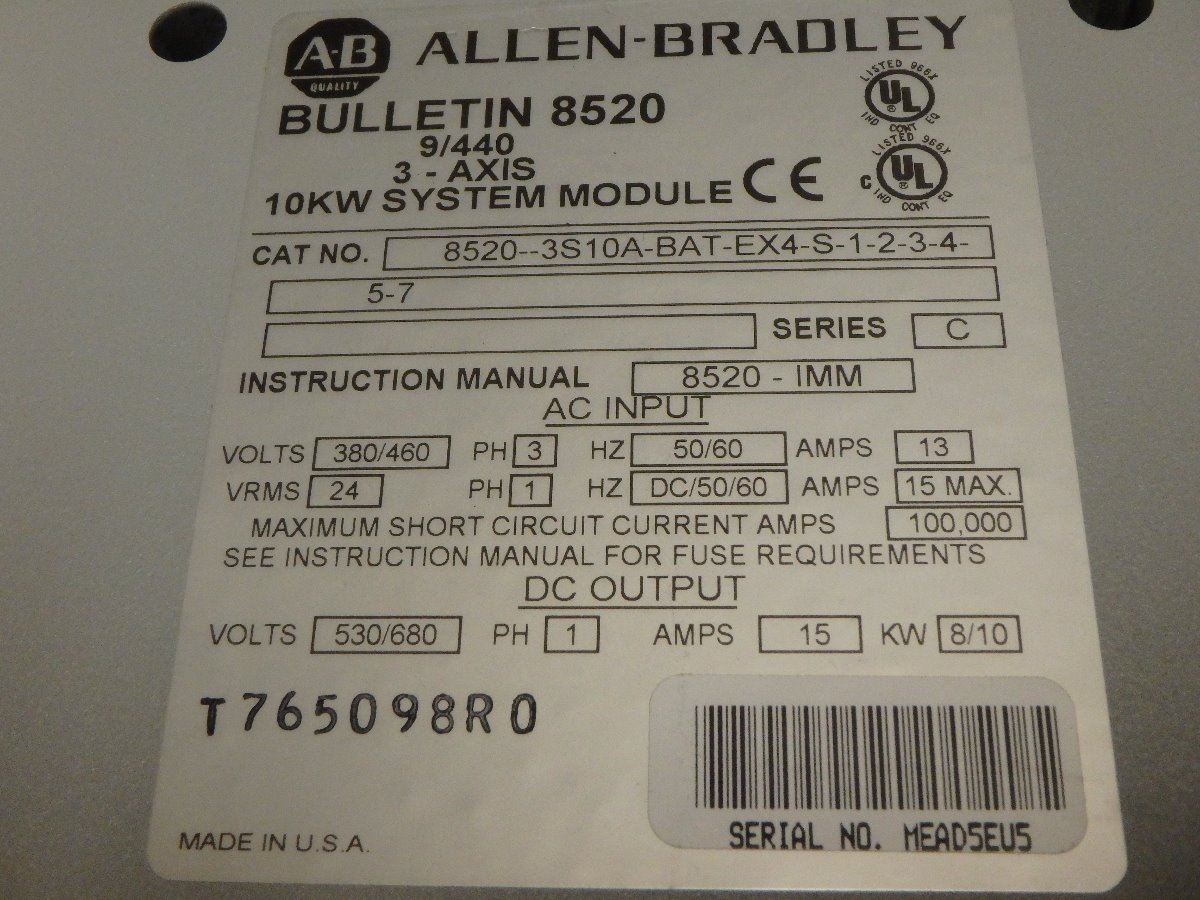 A-B
QUALITY
ALLEN-BRADLEY
BULLETIN 8520
9/440
3 - AXIS
10KW SYSTEM MODULE CE
LISTED 966X
UL
®
IND CONT EQ
LISTED 966X
C UL
®
IND CONT EQ
CAT NO. 8520--3S10A-BAT-EX4-S-1-2-3-4-
5-7
SERIES C
INSTRUCTION MANUAL 8520 - IMM
AC INPUT
VOLTS 380/460 PH 3 HZ 50/60 AMPS 13
VRMS 24 PH 1 HZ DC/50/60 AMPS 15 MAX.
MAXIMUM SHORT CIRCUIT CURRENT AMPS 100,000
SEE INSTRUCTION MANUAL FOR FUSE REQUIREMENTS
DC OUTPUT
VOLTS 530/680 PH 1 AMPS 15 KW 8/10
T765098R0
SERIAL NO. MEAD5EU5
MADE IN U.S.A.